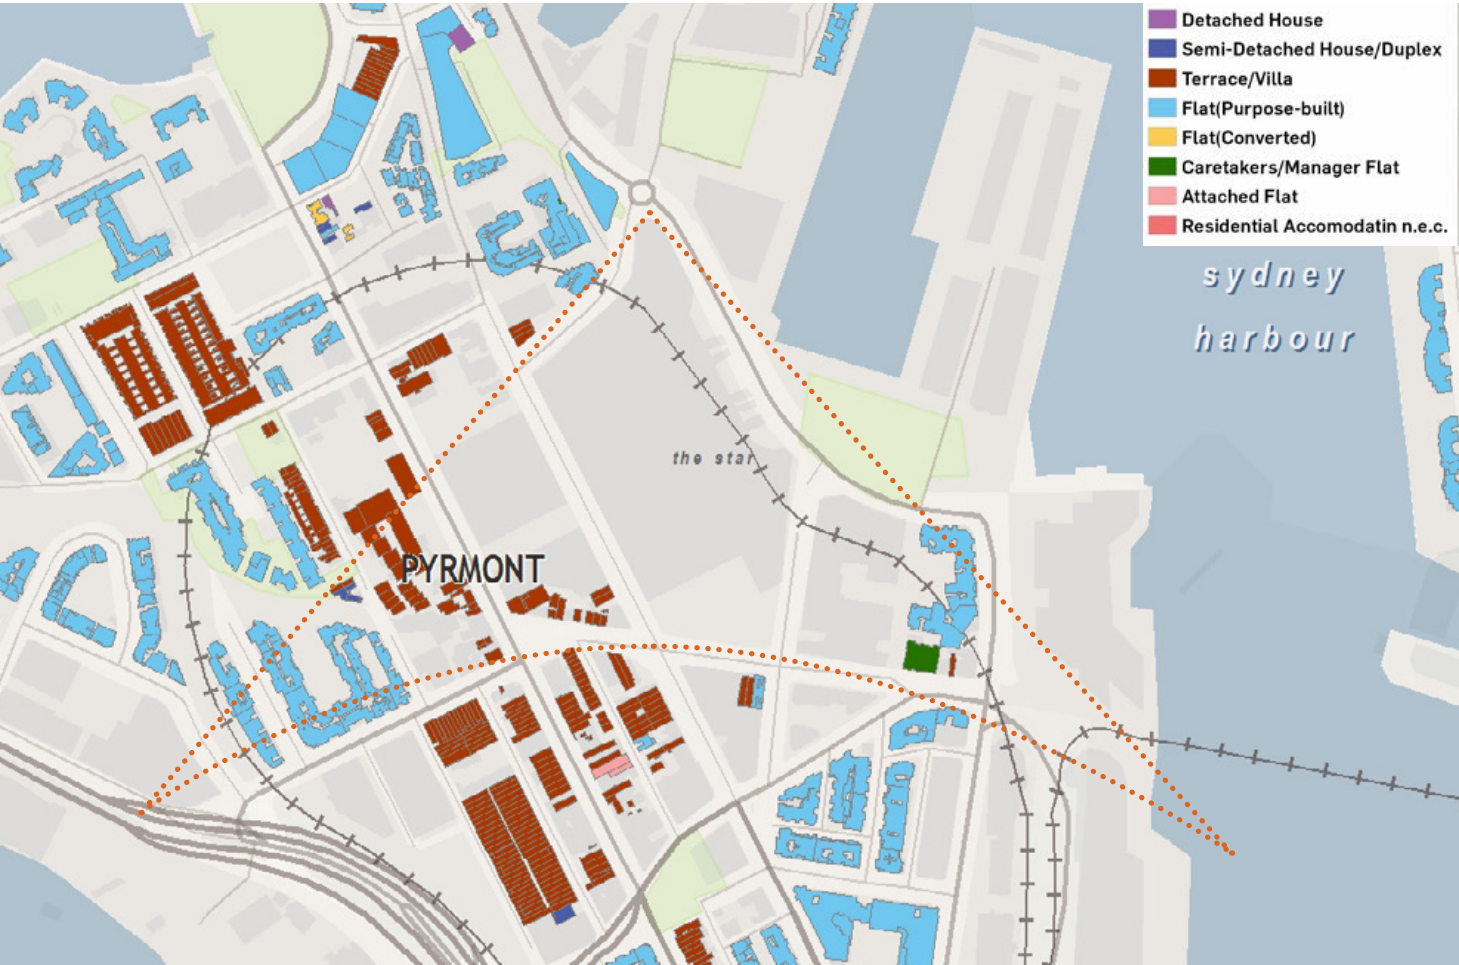 Detached House
Semi-Detached House/Duplex
Terrace/Villa
Flat(Purpose-built)
Flat(Converted)
Caretakers/Manager Flat
Attached Flat
Residential Accomodatin n.e.c.
sydney
harbour
the star
PYRMONT